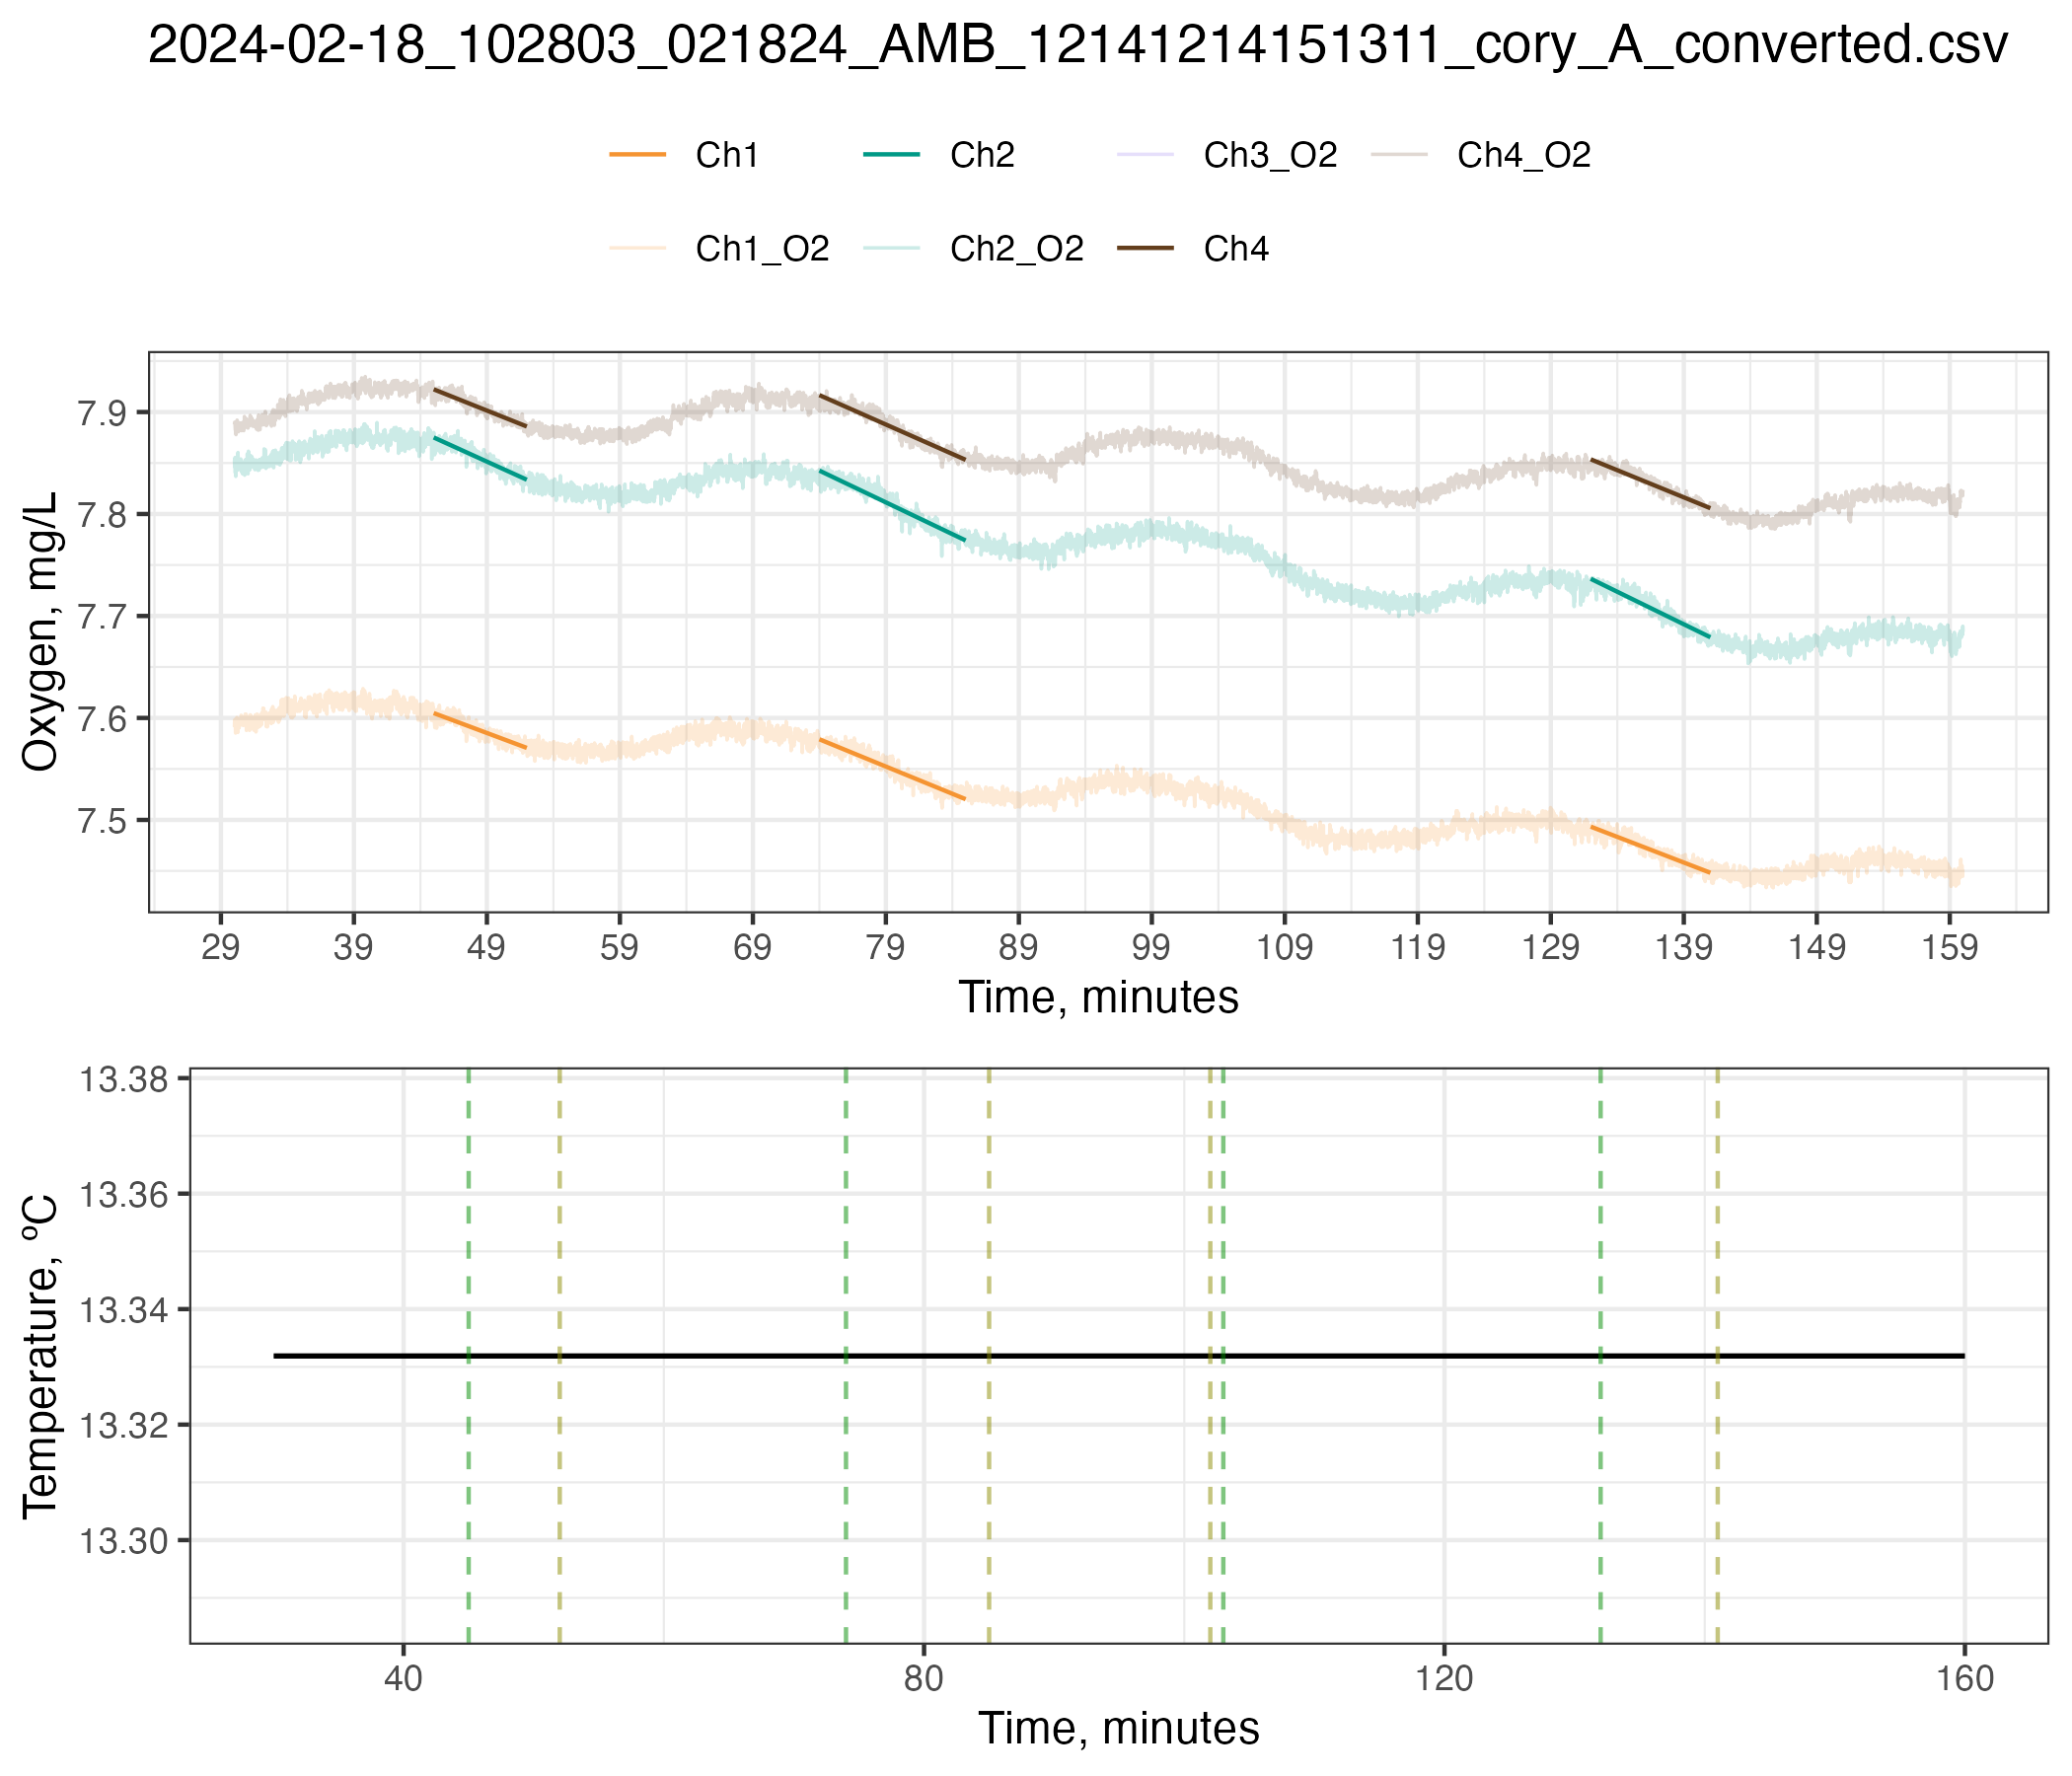 2024-02-18_102803_021824_AMB_12141214151311_cory_A_converted.csv
Ch1 Ch2 Ch3_O2 Ch4_O2
Ch1_O2 Ch2_O2 Ch4
Oxygen, mg/L
7.9
7.8
7.7
7.6
7.5
29 39 49 59 69 79 89 99 109 119 129 139 149 159
Time, minutes
Temperature, ºC
13.38
13.36
13.34
13.32
13.30
40 80 120 160
Time, minutes